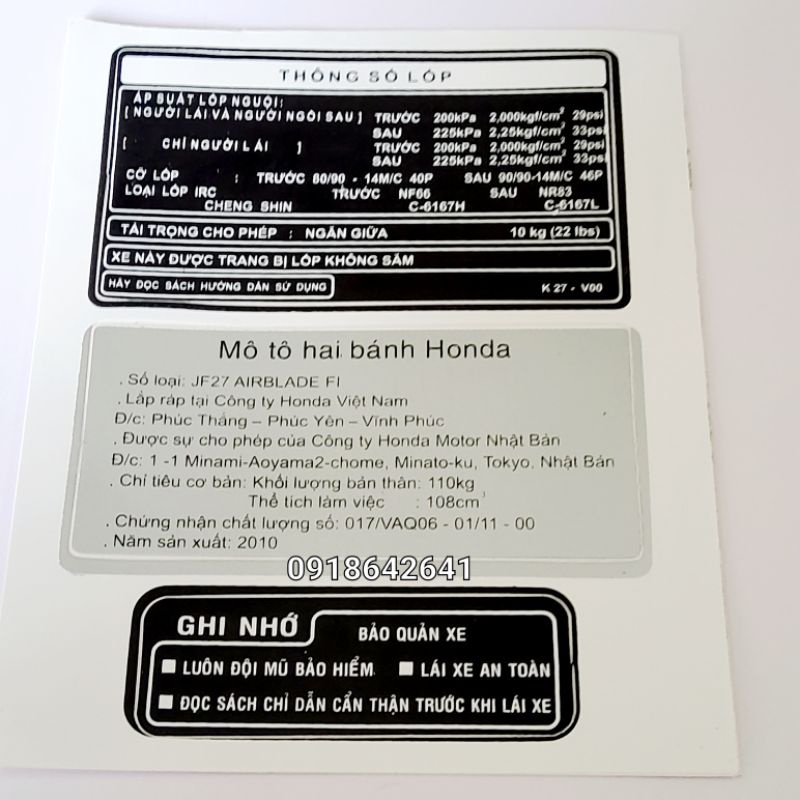 THÔNG SỐ LỐP
ÁP SUẤT LỐP NGUỘI:
[ NGƯỜI LÁI VÀ NGƯỜI NGỒI SAU ] TRƯỚC 200kPa 2,000kgf/cm² 29psi
SAU 225kPa 2,25kgf/cm² 33psi
[ CHỈ NGƯỜI LÁI ] TRƯỚC 200kPa 2,000kgf/cm² 29psi
SAU 225kPa 2,25kgf/cm² 33psi
CỠ LỐP : TRƯỚC 80/90 - 14M/C 40P SAU 90/90-14M/C 46P
LOẠI LỐP IRC TRƯỚC NF66 SAU NR83
CHENG SHIN C-6167H C-6167L
TẢI TRỌNG CHO PHÉP : NGĂN GIỮA 10 kg (22 lbs)
XE NÀY ĐƯỢC TRANG BỊ LỐP KHÔNG SĂM
HÃY ĐỌC SÁCH HƯỚNG DẪN SỬ DỤNG K 27 - V00
Mô tô hai bánh Honda
. Số loại: JF27 AIRBLADE FI
. Lắp ráp tại Công ty Honda Việt Nam
Đ/c: Phúc Thắng – Phúc Yên – Vĩnh Phúc
. Được sự cho phép của Công ty Honda Motor Nhật Bản
Đ/c: 1 -1 Minami-Aoyama2-chome, Minato-ku, Tokyo, Nhật Bản
. Chỉ tiêu cơ bản: Khối lượng bản thân: 110kg
Thể tích làm việc : 108cm³
. Chứng nhận chất lượng số: 017/VAQ06 - 01/11 - 00
. Năm sản xuất: 2010
0918642641
GHI NHỚ BẢO QUẢN XE
■ LUÔN ĐỘI MŨ BẢO HIỂM ■ LÁI XE AN TOÀN
■ ĐỌC SÁCH CHỈ DẪN CẨN THẬN TRƯỚC KHI LÁI XE